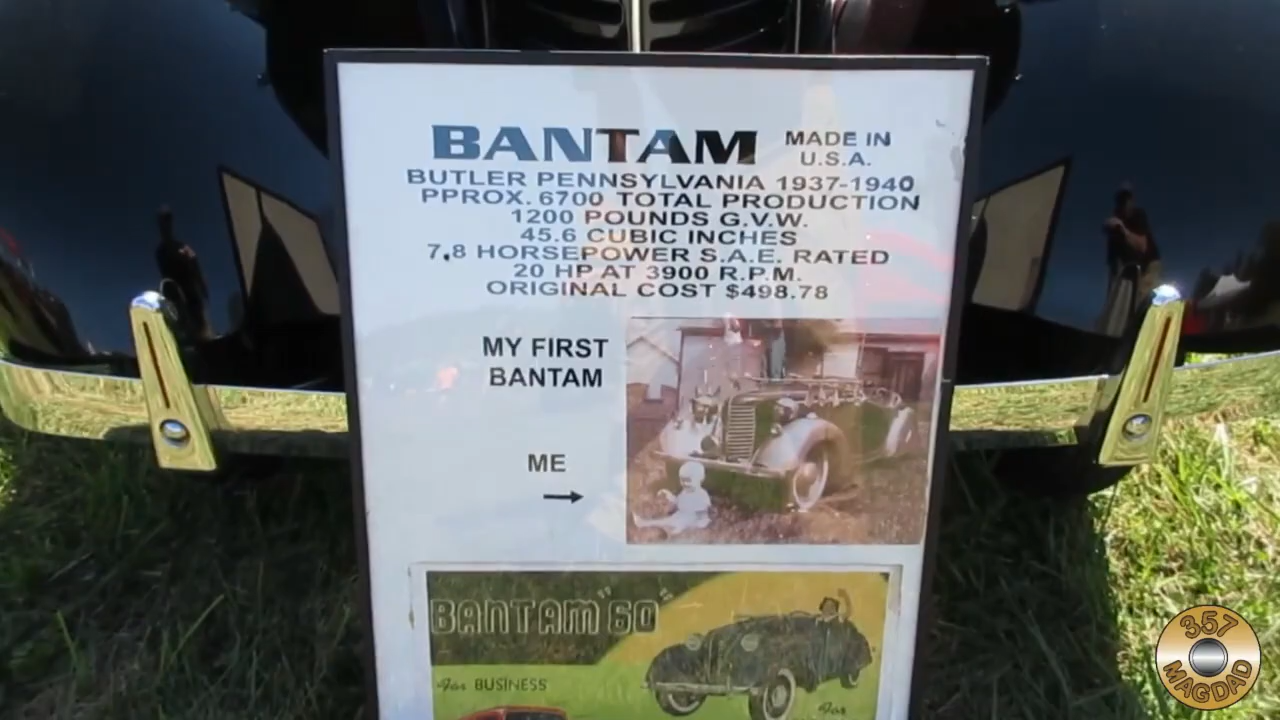 BANTAM MADE IN
U.S.A.
BUTLER PENNSYLVANIA 1937-1940
PPROX. 6700 TOTAL PRODUCTION
1200 POUNDS G.V.W.
45.6 CUBIC INCHES
7.8 HORSEPOWER S.A.E. RATED
20 HP AT 3900 R.P.M.
ORIGINAL COST $498.78
MY FIRST
BANTAM
ME
BANTAM "60"
For BUSINESS
For
357
MAGDAD